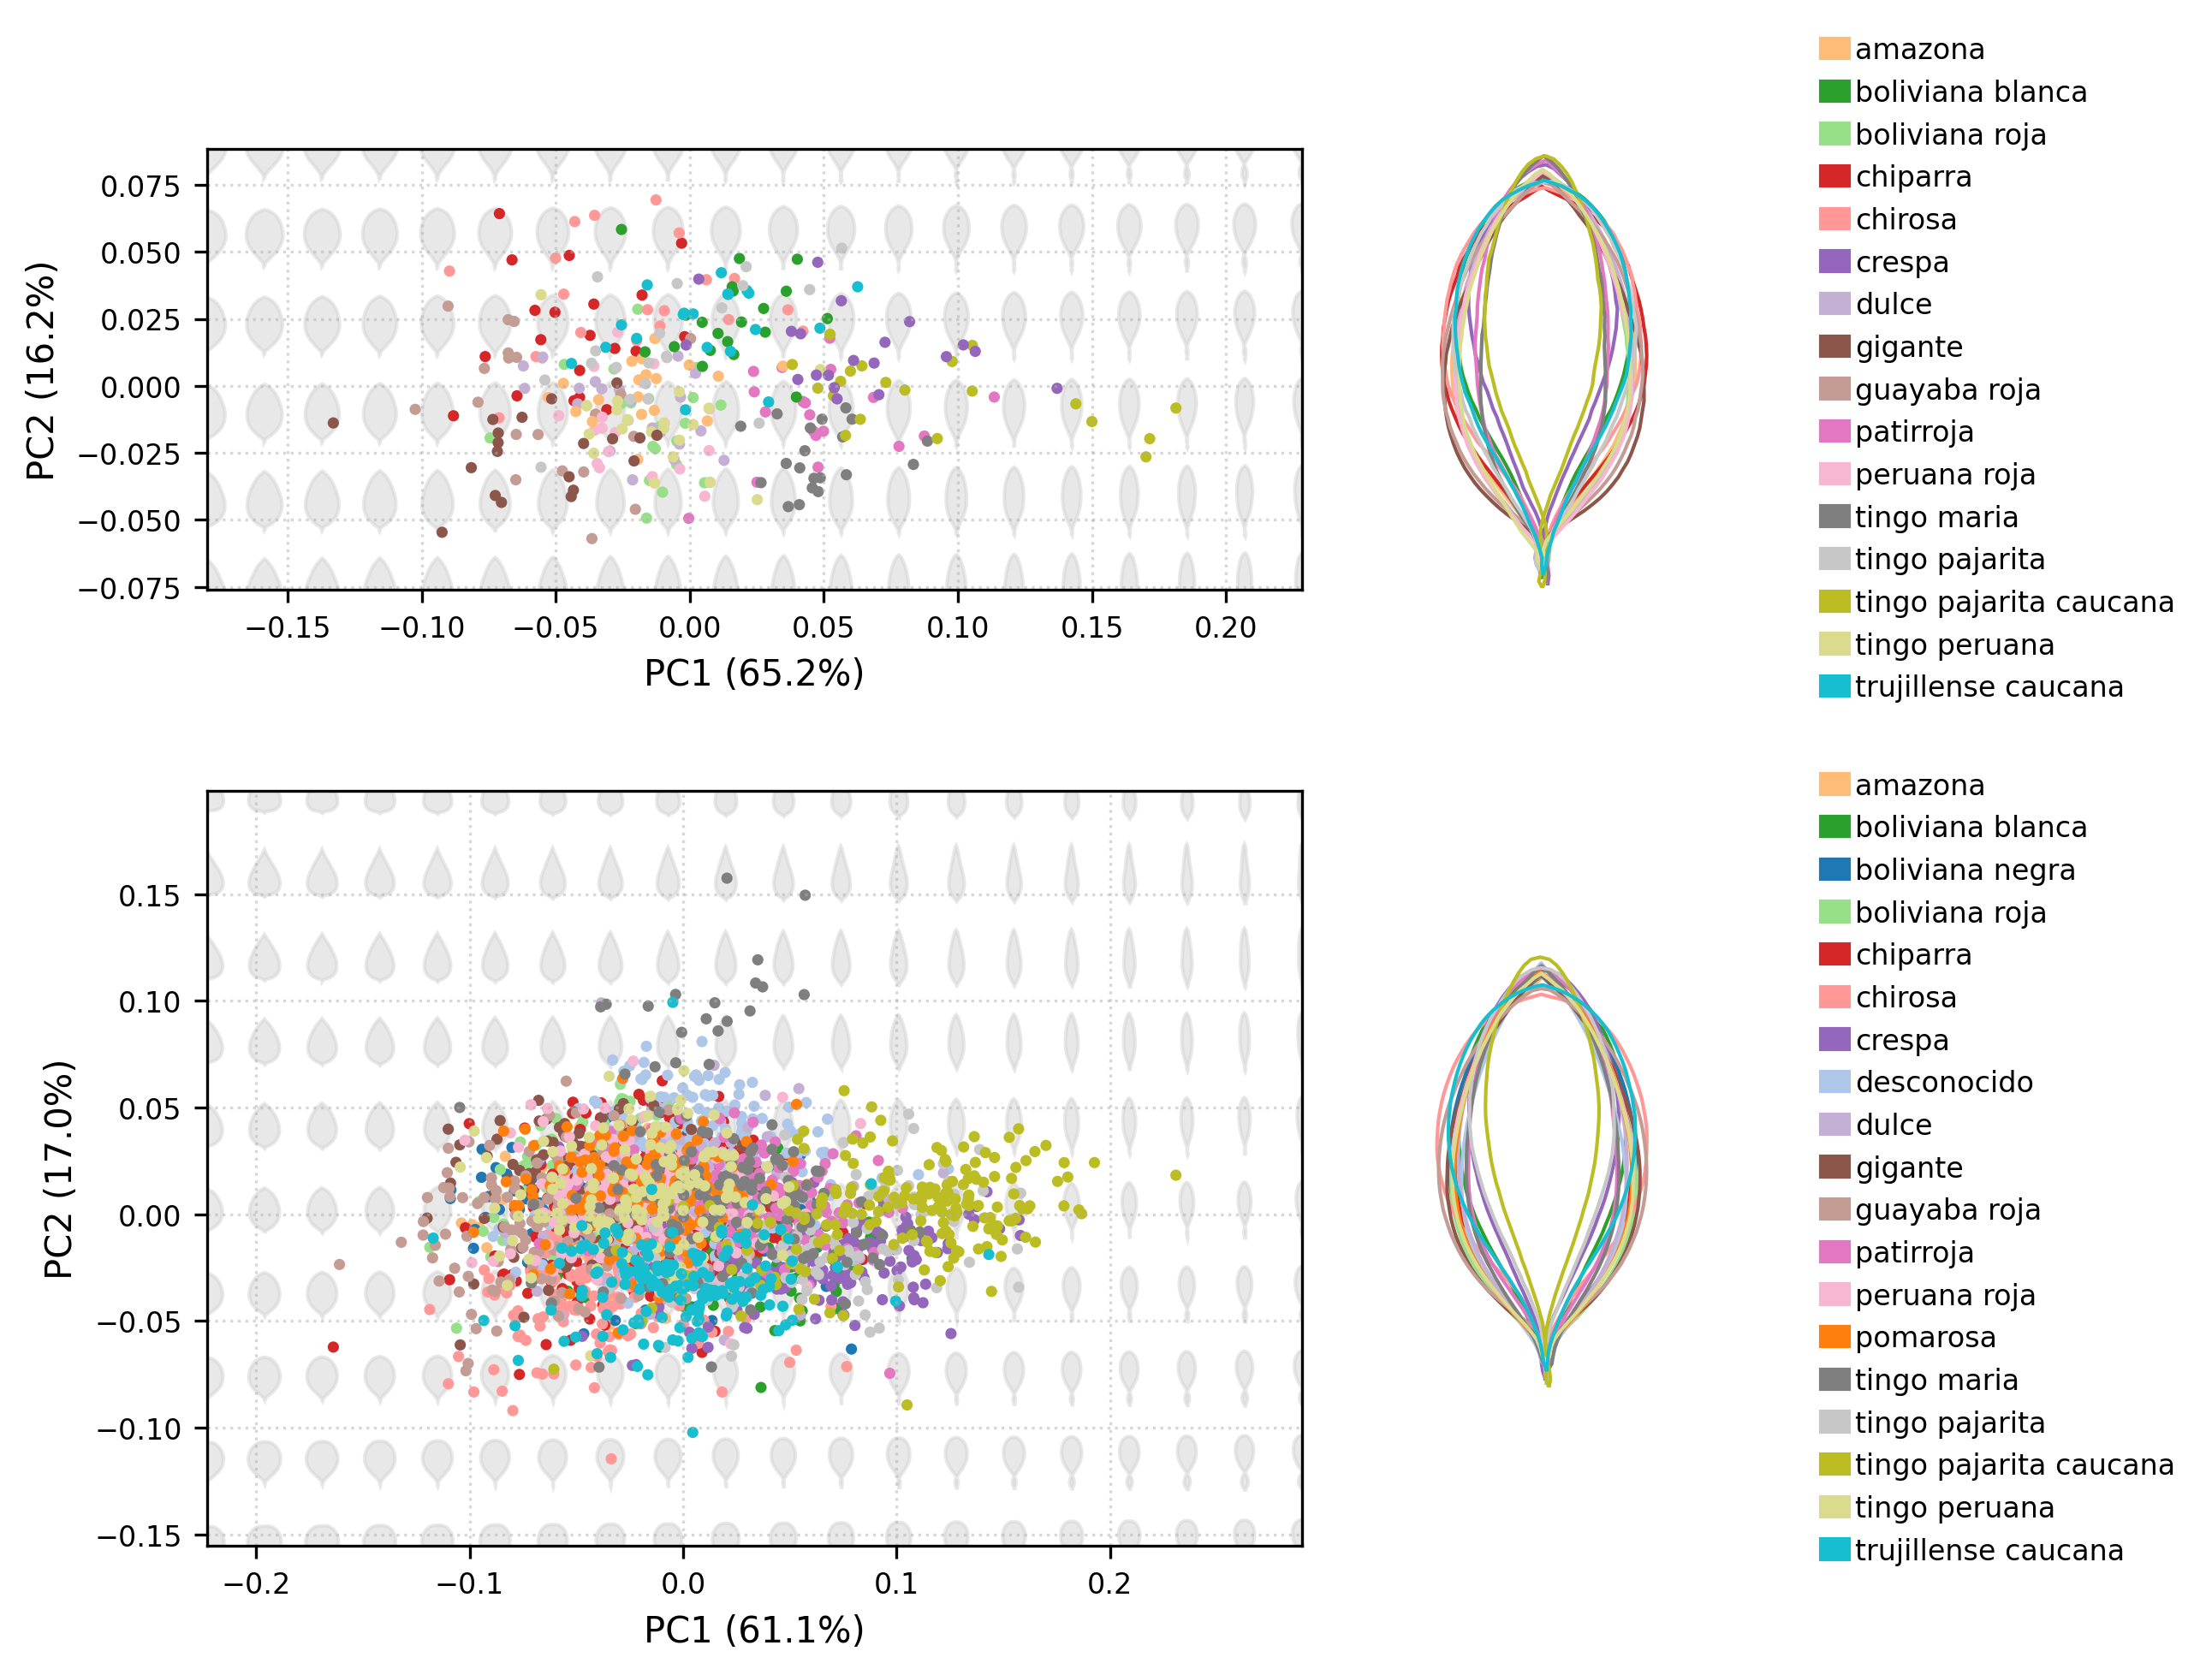 amazona
boliviana blanca
boliviana roja
chiparra
chirosa
crespa
dulce
gigante
guayaba roja
patirroja
peruana roja
tingo maria
tingo pajarita
tingo pajarita caucana
tingo peruana
trujillense caucana
0.075
0.050
0.025
0.000
−0.025
−0.050
−0.075
PC2 (16.2%)
−0.15 −0.10 −0.05 0.00 0.05 0.10 0.15 0.20
PC1 (65.2%)
amazona
boliviana blanca
boliviana negra
boliviana roja
chiparra
chirosa
crespa
desconocido
dulce
gigante
guayaba roja
patirroja
peruana roja
pomarosa
tingo maria
tingo pajarita
tingo pajarita caucana
tingo peruana
trujillense caucana
0.15
0.10
0.05
0.00
−0.05
−0.10
−0.15
PC2 (17.0%)
−0.2 −0.1 0.0 0.1 0.2
PC1 (61.1%)